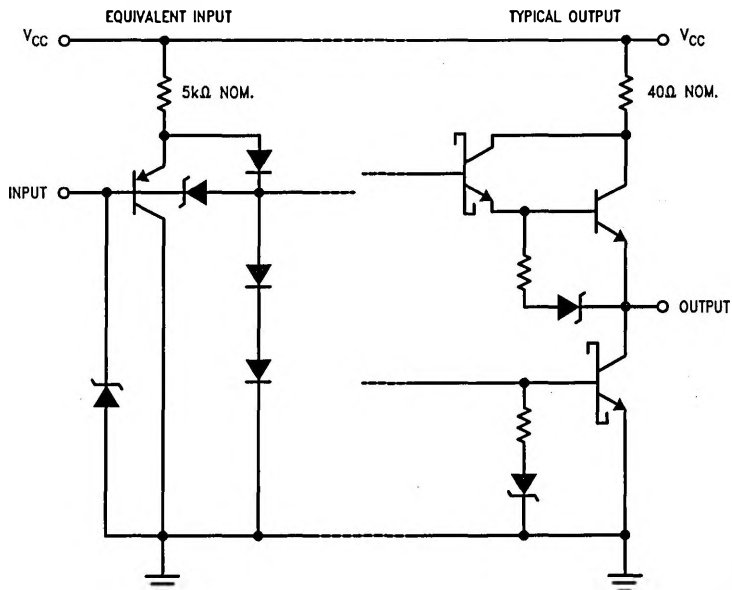 EQUIVALENT INPUT
TYPICAL OUTPUT
VCC
VCC
5kΩ NOM.
40Ω NOM.
INPUT
OUTPUT